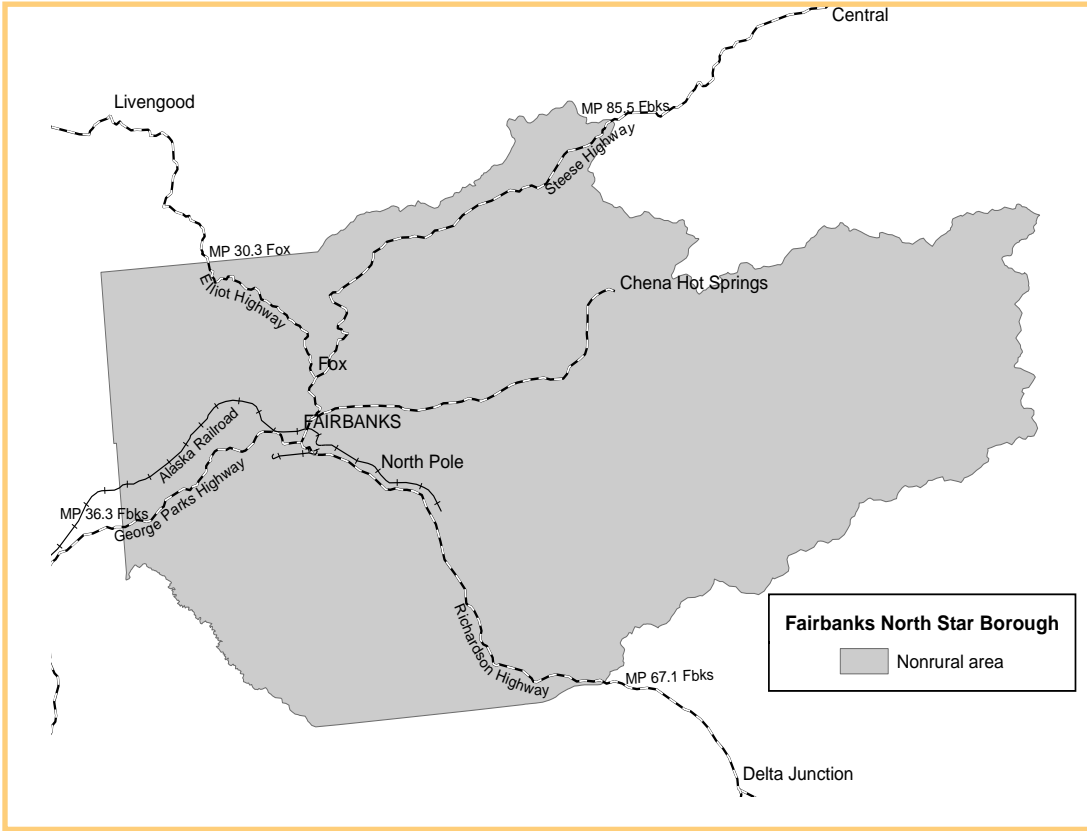 Central
Livengood
MP 85.5 Fbks
Steese Highway
MP 30.3 Fox
Elliot Highway
Chena Hot Springs
Fox
FAIRBANKS
Alaska Railroad
North Pole
MP 36.3 Fbks
George Parks Highway
Richardson Highway
Fairbanks North Star Borough
Nonrural area
MP 67.1 Fbks
Delta Junction